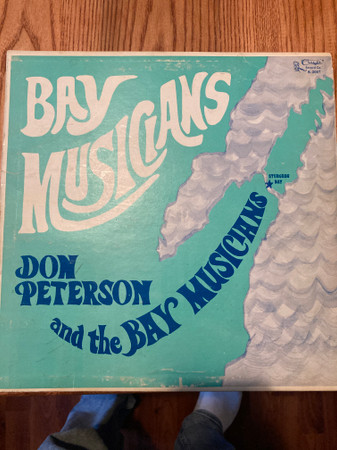 BAY
MUSICIANS
STURGEON
BAY
DON
PETERSON
and the BAY MUSICIANS